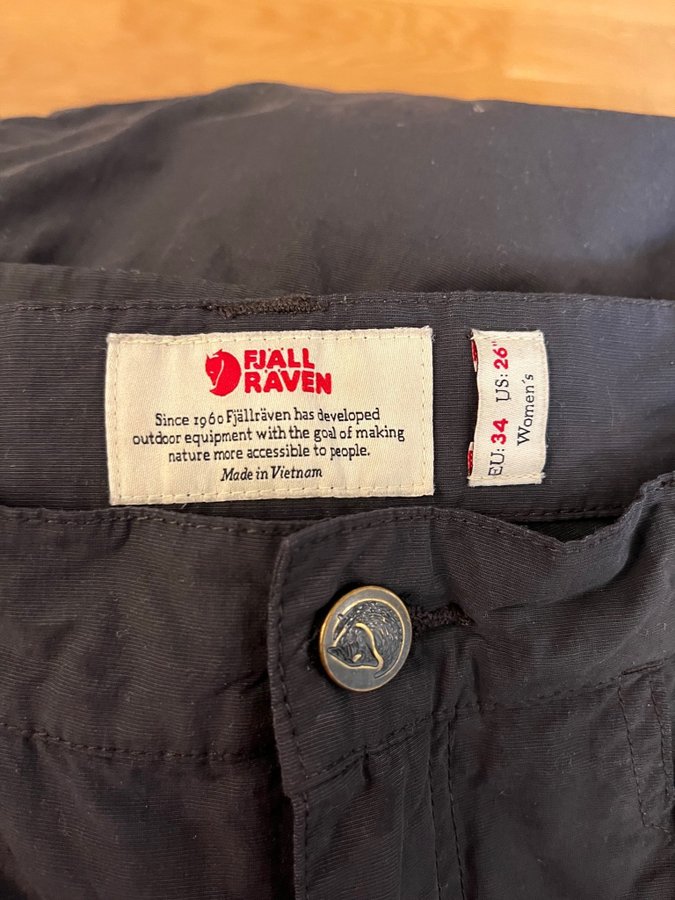 FJÄLL
RÄVEN
Since 1960 Fjällräven has developed
outdoor equipment with the goal of making
nature more accessible to people.
Made in Vietnam
EU: 34 US: 26"
Women's